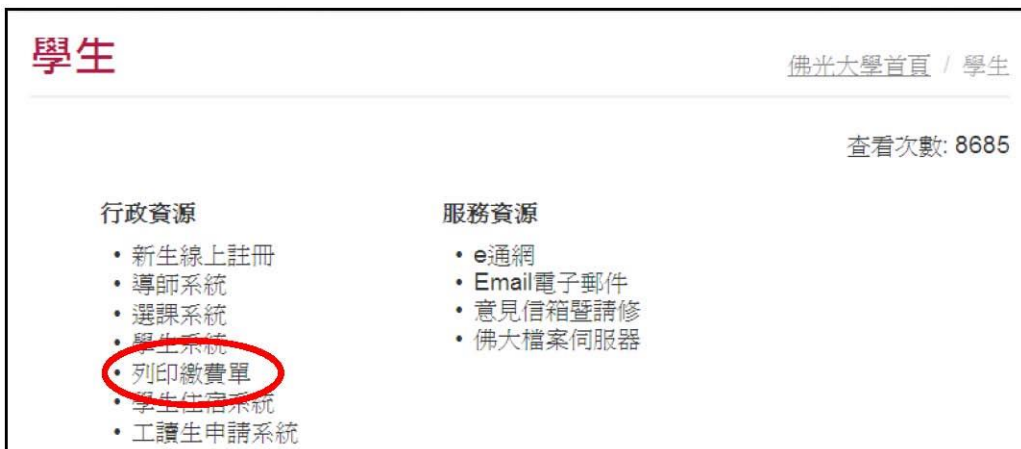 學生
佛光大學首頁 / 學生
查看次數: 8685
行政資源
• 新生線上註冊
• 導師系統
• 選課系統
• 學生系統
• 列印繳費單
• 學生住宿系統
• 工讀生申請系統
服務資源
• e通網
• Email電子郵件
• 意見信箱暨請修
• 佛大檔案伺服器